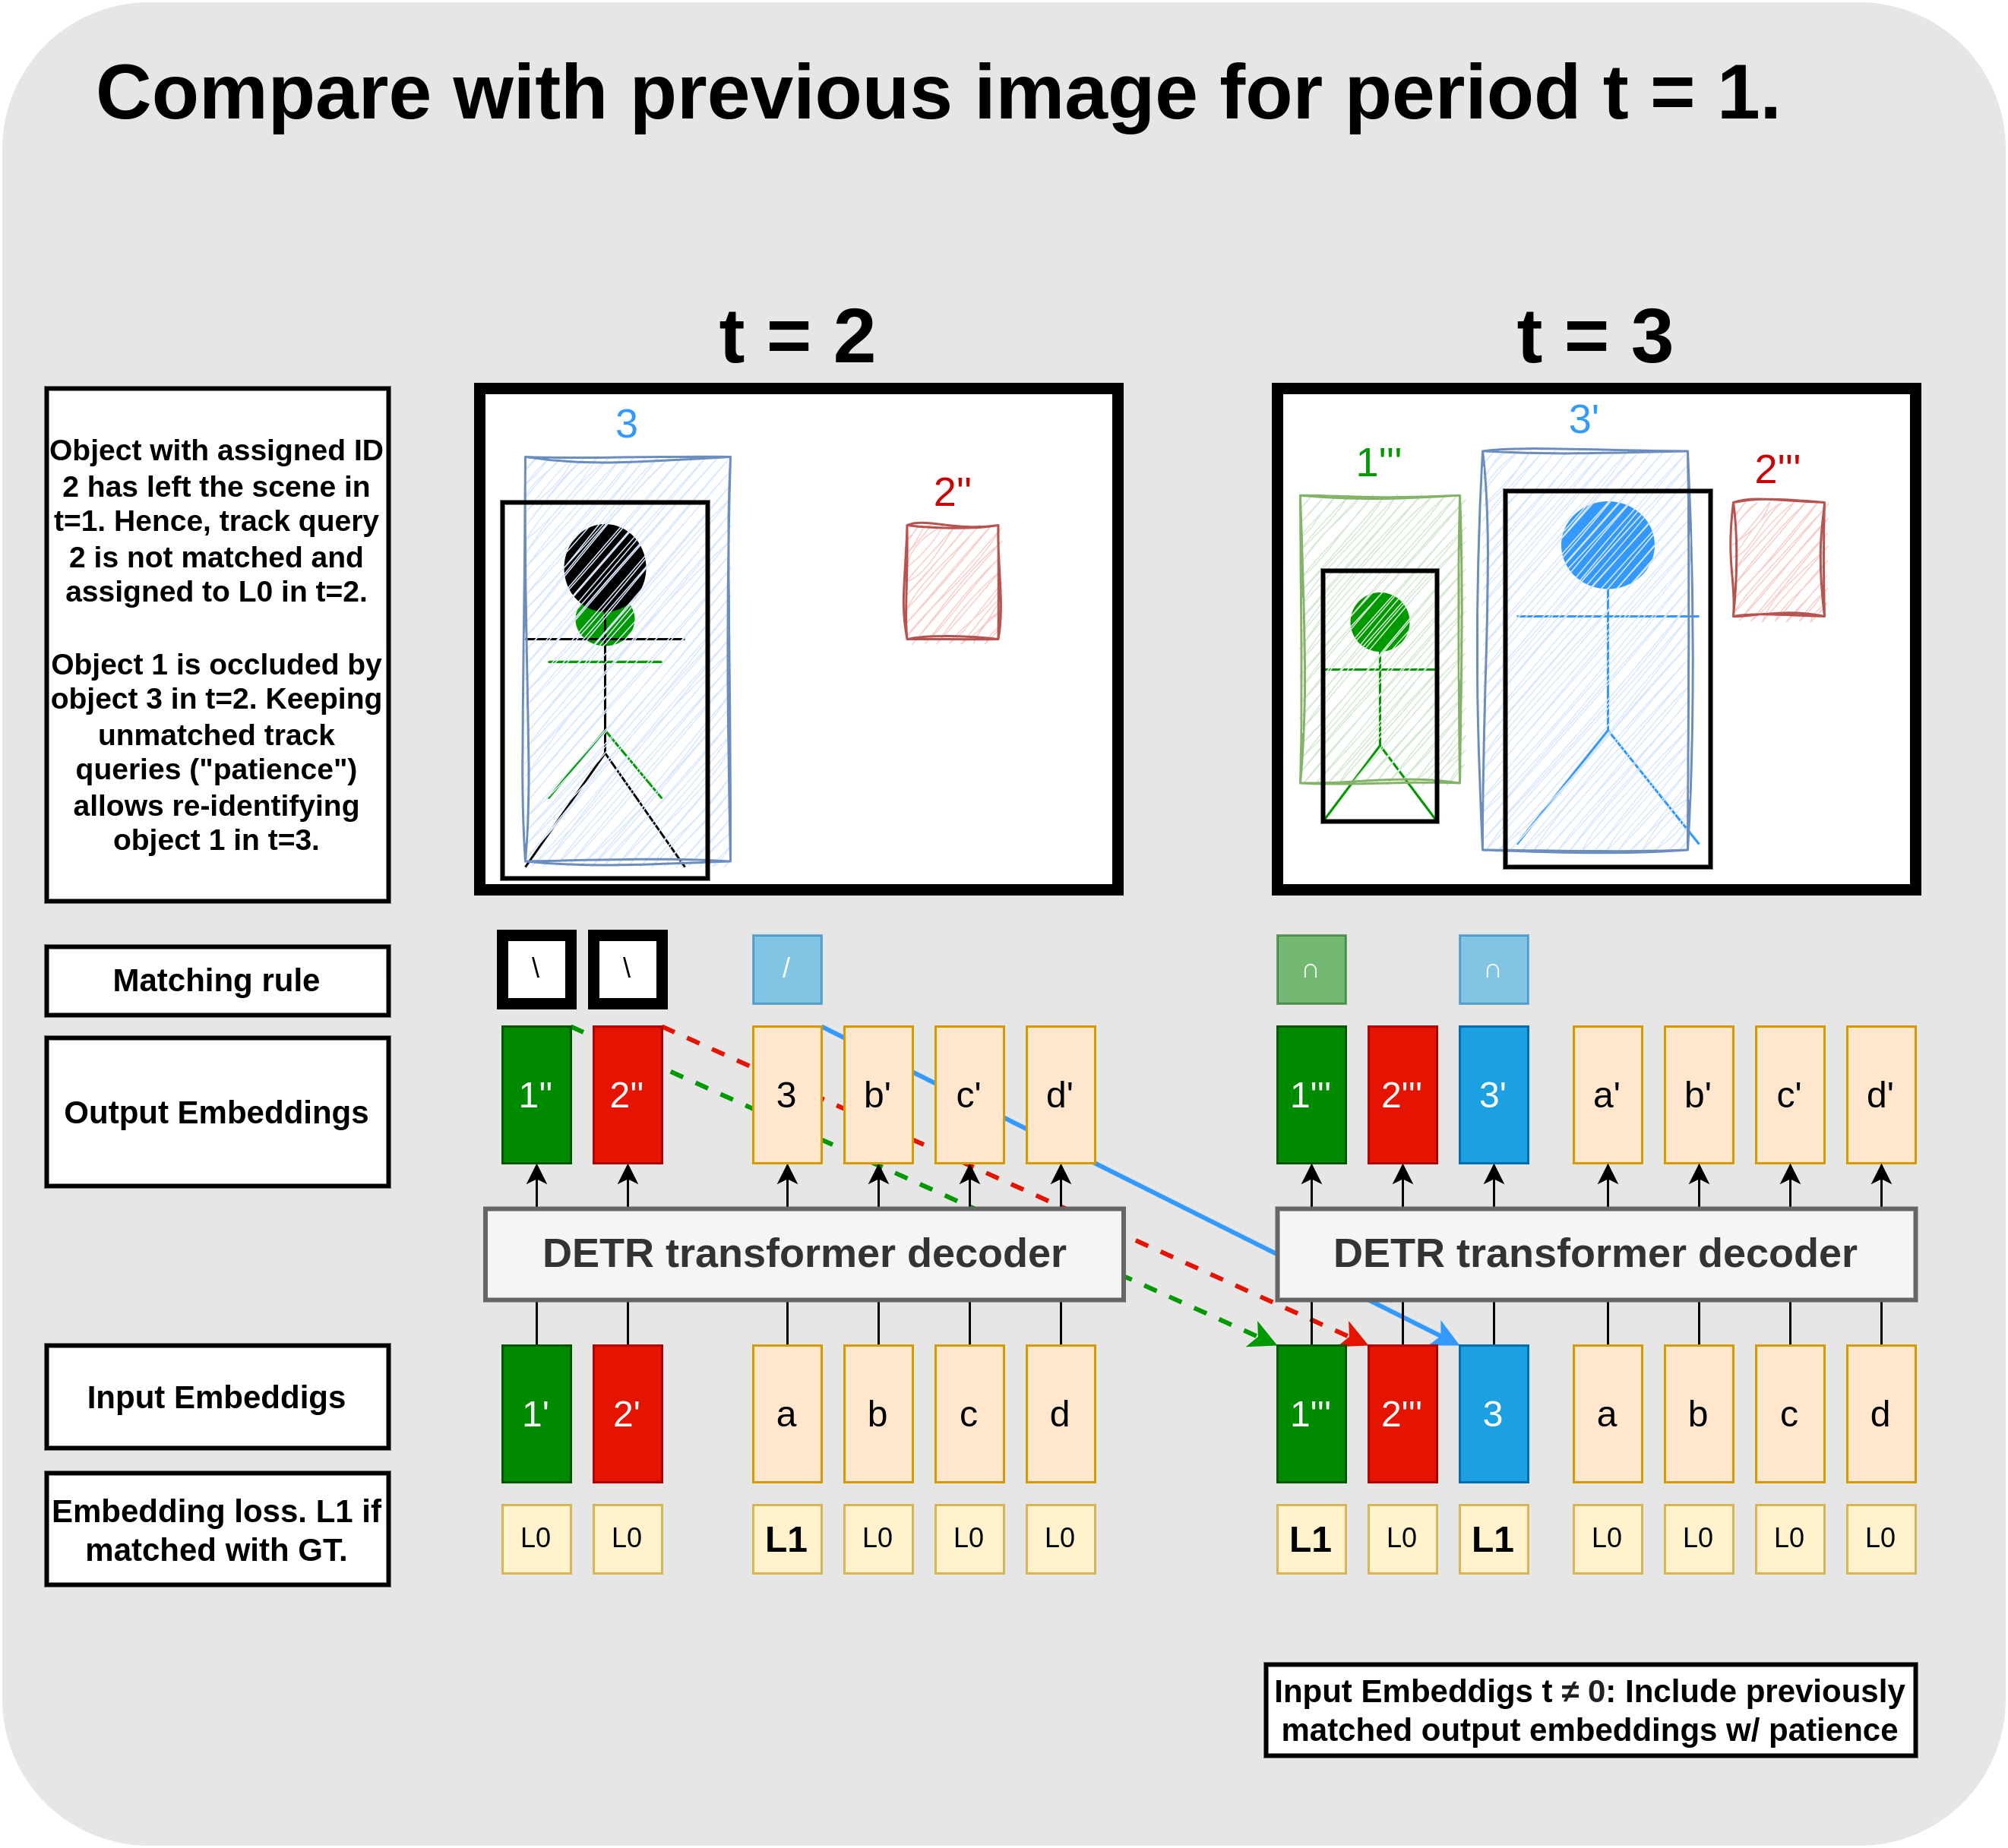 Compare with previous image for period t = 1.
t = 2
t = 3
Object with assigned ID
2 has left the scene in
t=1. Hence, track query
2 is not matched and
assigned to L0 in t=2.
Object 1 is occluded by
object 3 in t=2. Keeping
unmatched track
queries ("patience")
allows re-identifying
object 1 in t=3.
3
2''
1'''
3'
2'''
Matching rule
\ \ / ∩ ∩
Output Embeddings
1'' 2'' 3 b' c' d' 1''' 2''' 3' a' b' c' d'
DETR transformer decoder
DETR transformer decoder
Input Embeddigs
1' 2' a b c d 1''' 2''' 3 a b c d
Embedding loss. L1 if
matched with GT.
L0 L0 L1 L0 L0 L0 L1 L0 L1 L0 L0 L0 L0
Input Embeddigs t ≠ 0: Include previously
matched output embeddings w/ patience